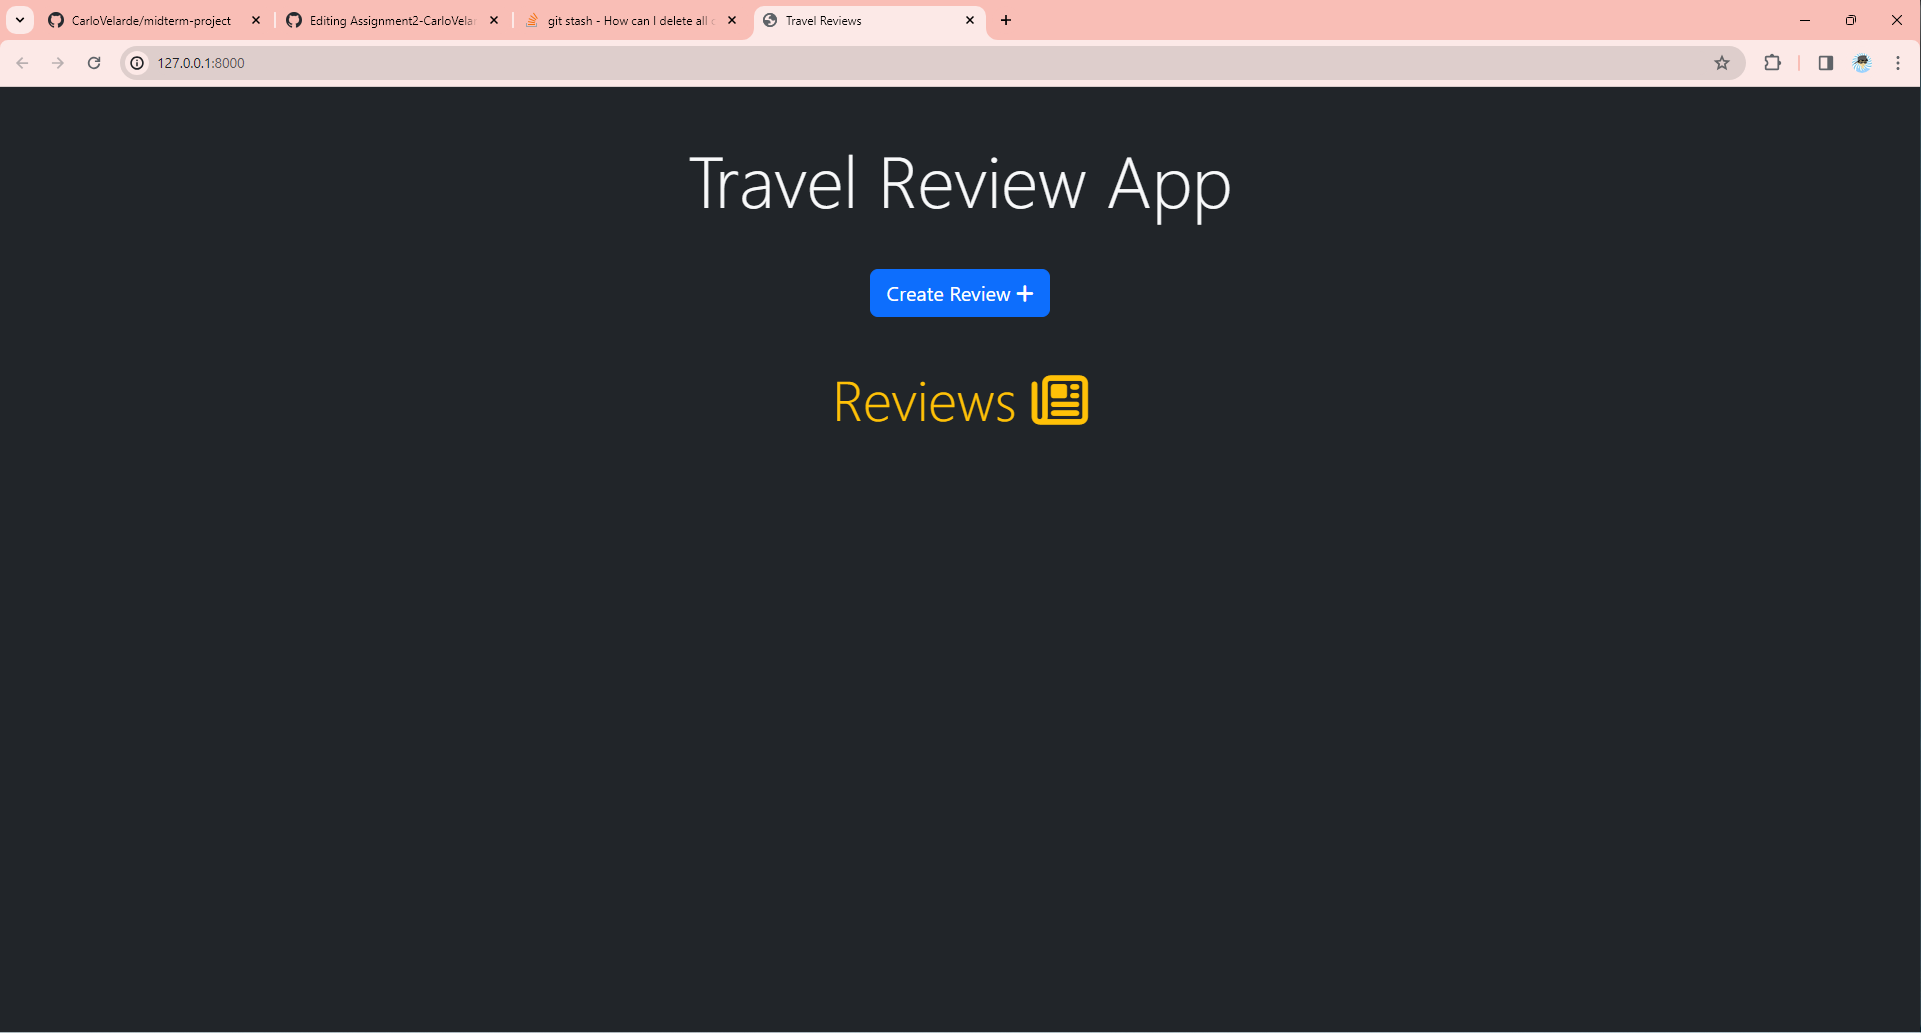 CarloVelarde/midterm-project
Editing Assignment2-CarloVelar
git stash - How can I delete all
Travel Reviews
127.0.0.1:8000
Travel Review App
Create Review
Reviews